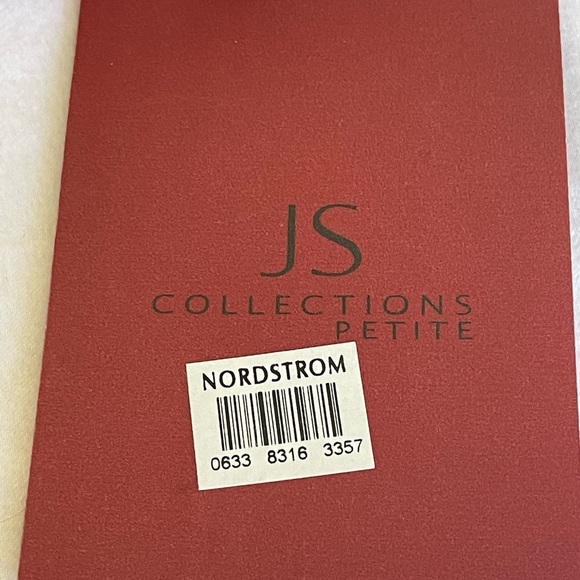 JS
COLLECTIONS
PETITE
NORDSTROM
0633 8316 3357